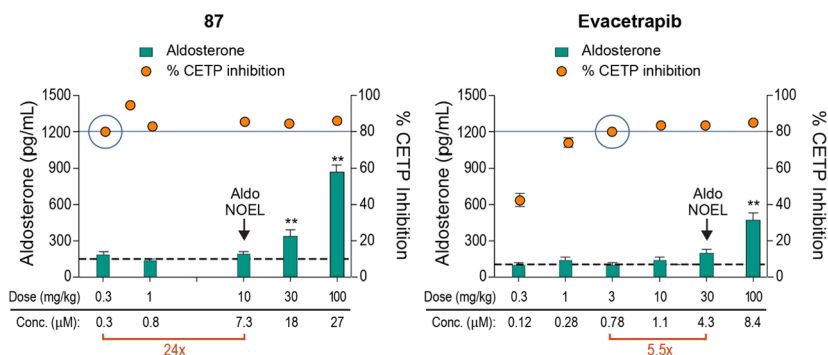 87
Aldosterone
% CETP inhibition
Aldosterone (pg/mL)
1500
1200
900
600
300
0
100
80
60
40
20
0
% CETP Inhibition
Aldo
NOEL
**
**
Dose (mg/kg) 0.3 1 10 30 100
Conc. (μM): 0.3 0.8 7.3 18 27
24x
Evacetrapib
Aldosterone
% CETP inhibition
Aldosterone (pg/mL)
1500
1200
900
600
300
0
100
80
60
40
20
0
% CETP Inhibition
Aldo
NOEL
**
Dose (mg/kg) 0.3 1 3 10 30 100
Conc. (μM): 0.12 0.28 0.78 1.1 4.3 8.4
5.5x